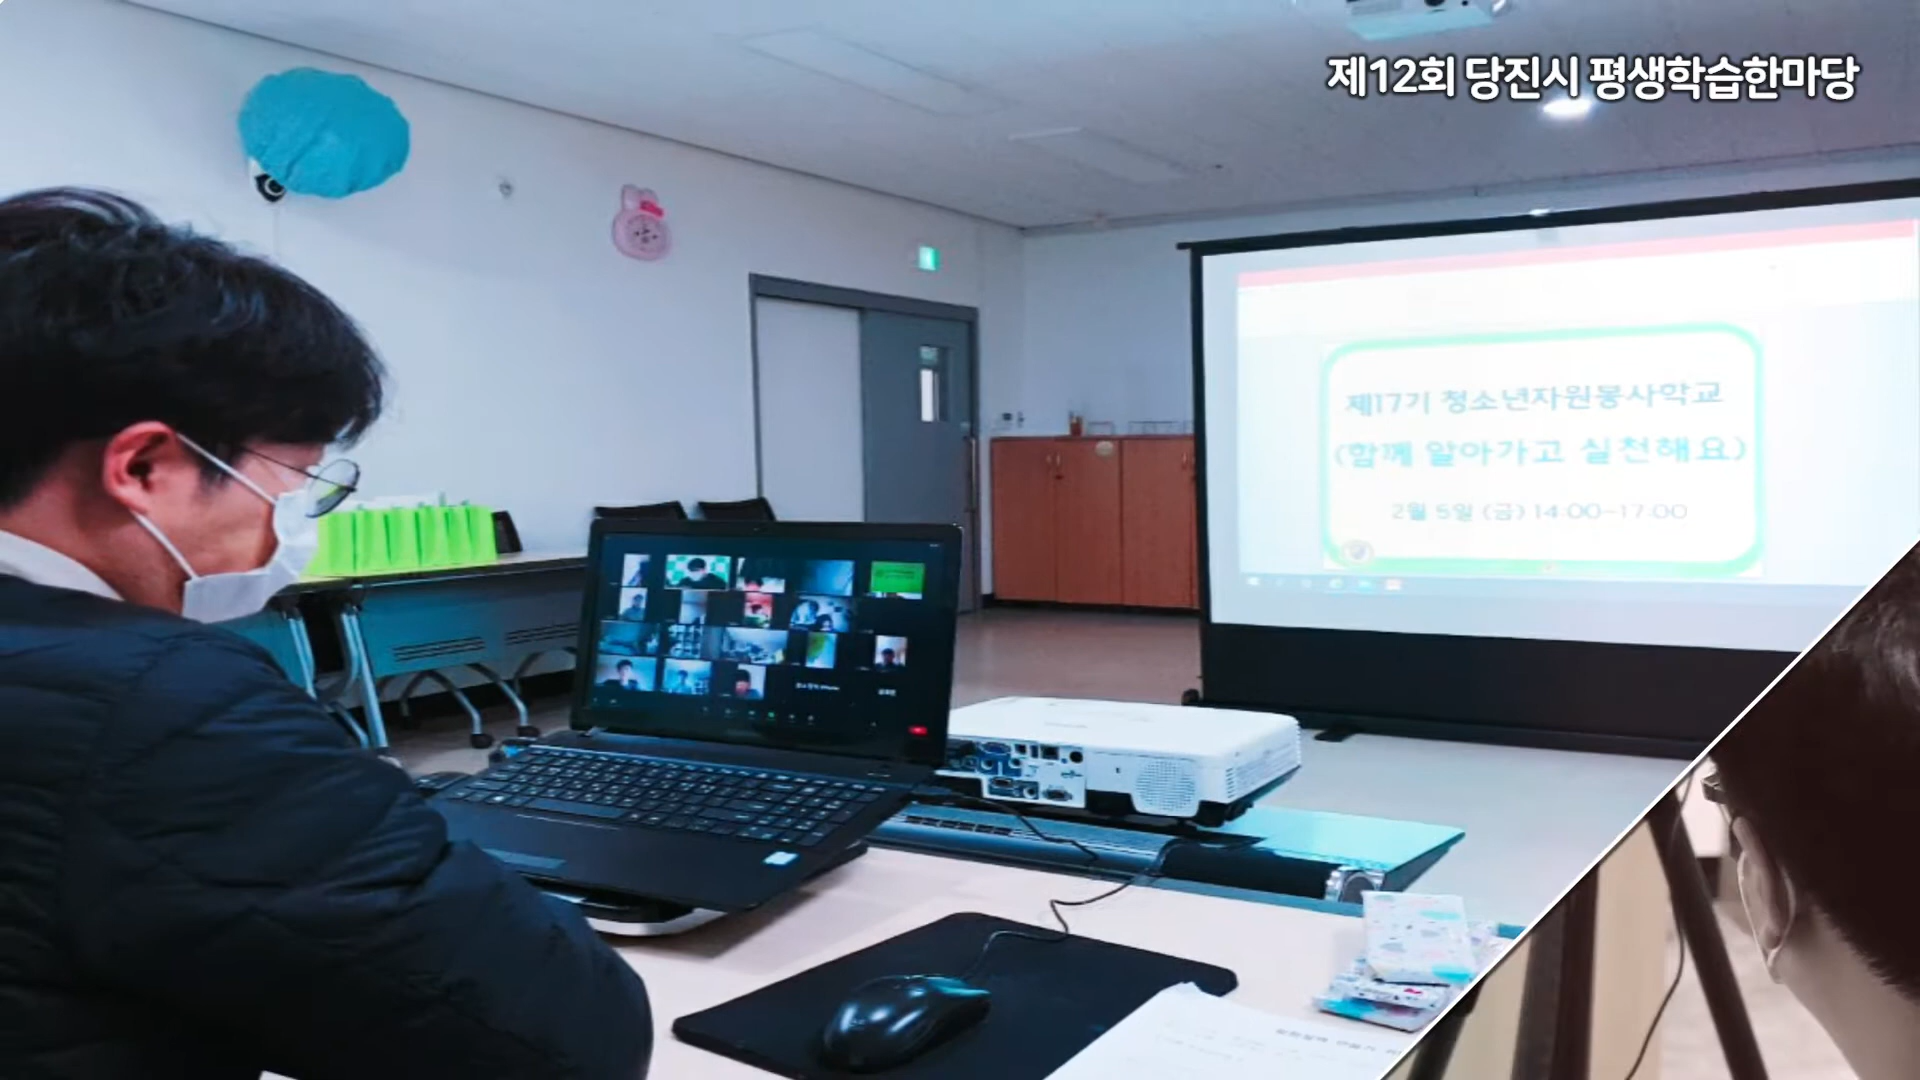 제12회 당진시 평생학습한마당
제17기 청소년자원봉사학교
(함께 알아가고 실천해요)
2월 5일 (금) 14:00-17:00